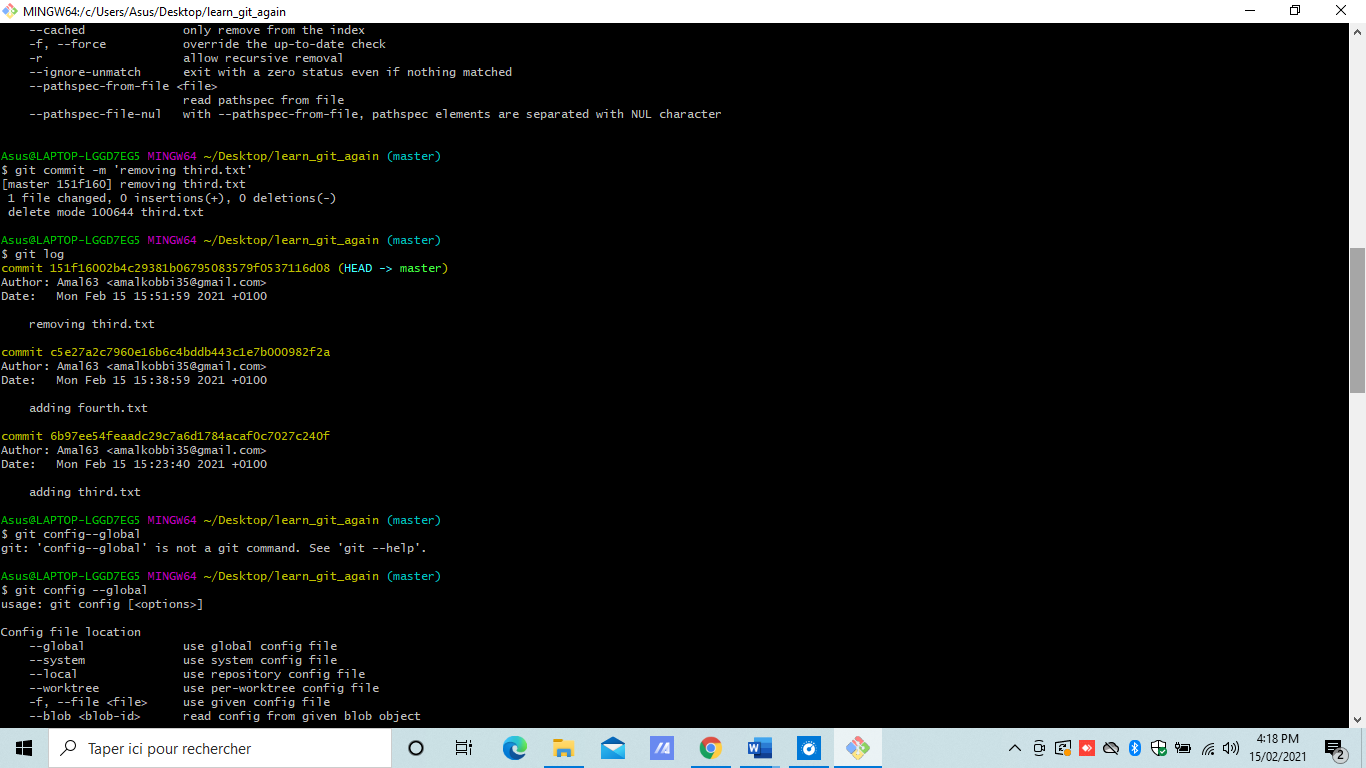 MINGW64:/c/Users/Asus/Desktop/learn_git_again
    --cached              only remove from the index
    -f, --force           override the up-to-date check
    -r                    allow recursive removal
    --ignore-unmatch      exit with a zero status even if nothing matched
    --pathspec-from-file <file>
                          read pathspec from file
    --pathspec-file-nul   with --pathspec-from-file, pathspec elements are separated with NUL character
Asus@LAPTOP-LGGD7EG5 MINGW64 ~/Desktop/learn_git_again (master)
$ git commit -m 'removing third.txt'
[master 151f160] removing third.txt
 1 file changed, 0 insertions(+), 0 deletions(-)
 delete mode 100644 third.txt
Asus@LAPTOP-LGGD7EG5 MINGW64 ~/Desktop/learn_git_again (master)
$ git log
commit 151f16002b4c29381b06795083579f0537116d08 (HEAD -> master)
Author: Amal63 <amalkobbi35@gmail.com>
Date:   Mon Feb 15 15:51:59 2021 +0100
    removing third.txt
commit c5e27a2c7960e16b6c4bddb443c1e7b000982f2a
Author: Amal63 <amalkobbi35@gmail.com>
Date:   Mon Feb 15 15:38:59 2021 +0100
    adding fourth.txt
commit 6b97ee54feaadc29c7a6d1784acaf0c7027c240f
Author: Amal63 <amalkobbi35@gmail.com>
Date:   Mon Feb 15 15:23:40 2021 +0100
    adding third.txt
Asus@LAPTOP-LGGD7EG5 MINGW64 ~/Desktop/learn_git_again (master)
$ git config--global
git: 'config--global' is not a git command. See 'git --help'.
Asus@LAPTOP-LGGD7EG5 MINGW64 ~/Desktop/learn_git_again (master)
$ git config --global
usage: git config [<options>]
Config file location
    --global              use global config file
    --system              use system config file
    --local               use repository config file
    --worktree            use per-worktree config file
    -f, --file <file>     use given config file
    --blob <blob-id>      read config from given blob object
Taper ici pour rechercher
4:18 PM
15/02/2021
2